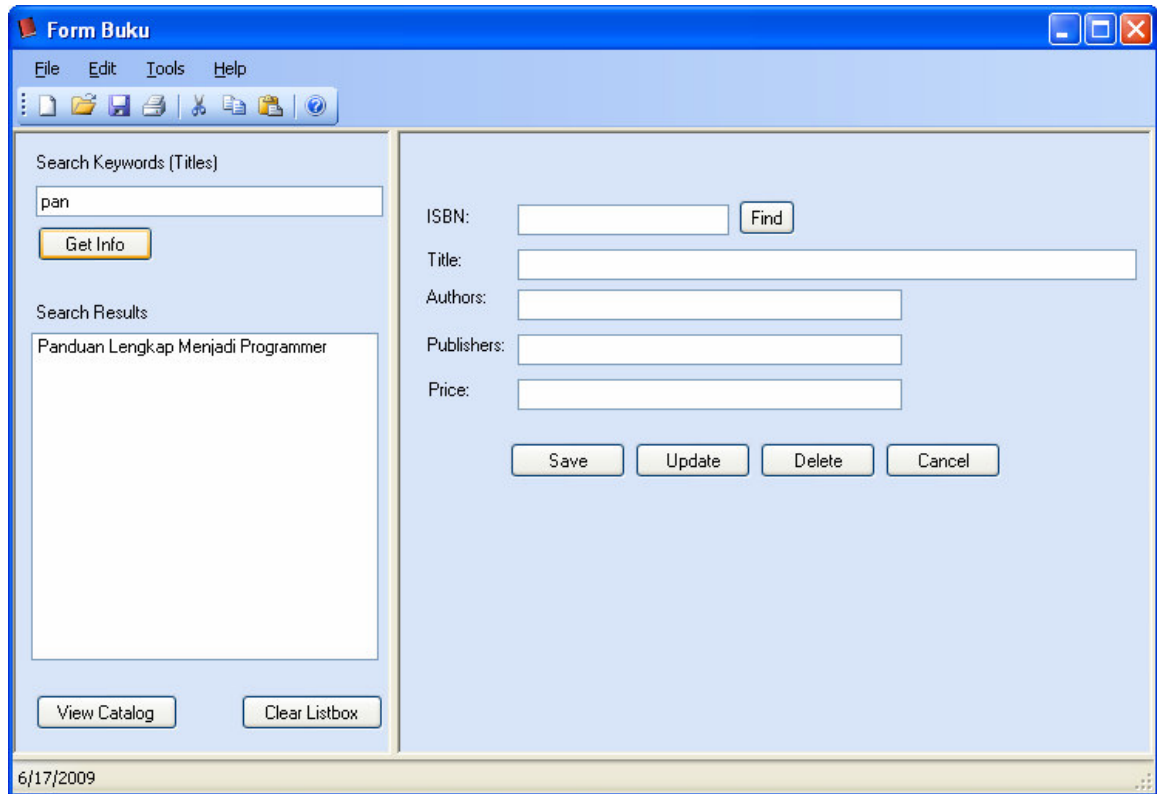 Form Buku
File Edit Tools Help
Search Keywords (Titles)
pan
Get Info
Search Results
Panduan Lengkap Menjadi Programmer
View Catalog Clear Listbox
ISBN: Find
Title:
Authors:
Publishers:
Price:
Save Update Delete Cancel
6/17/2009